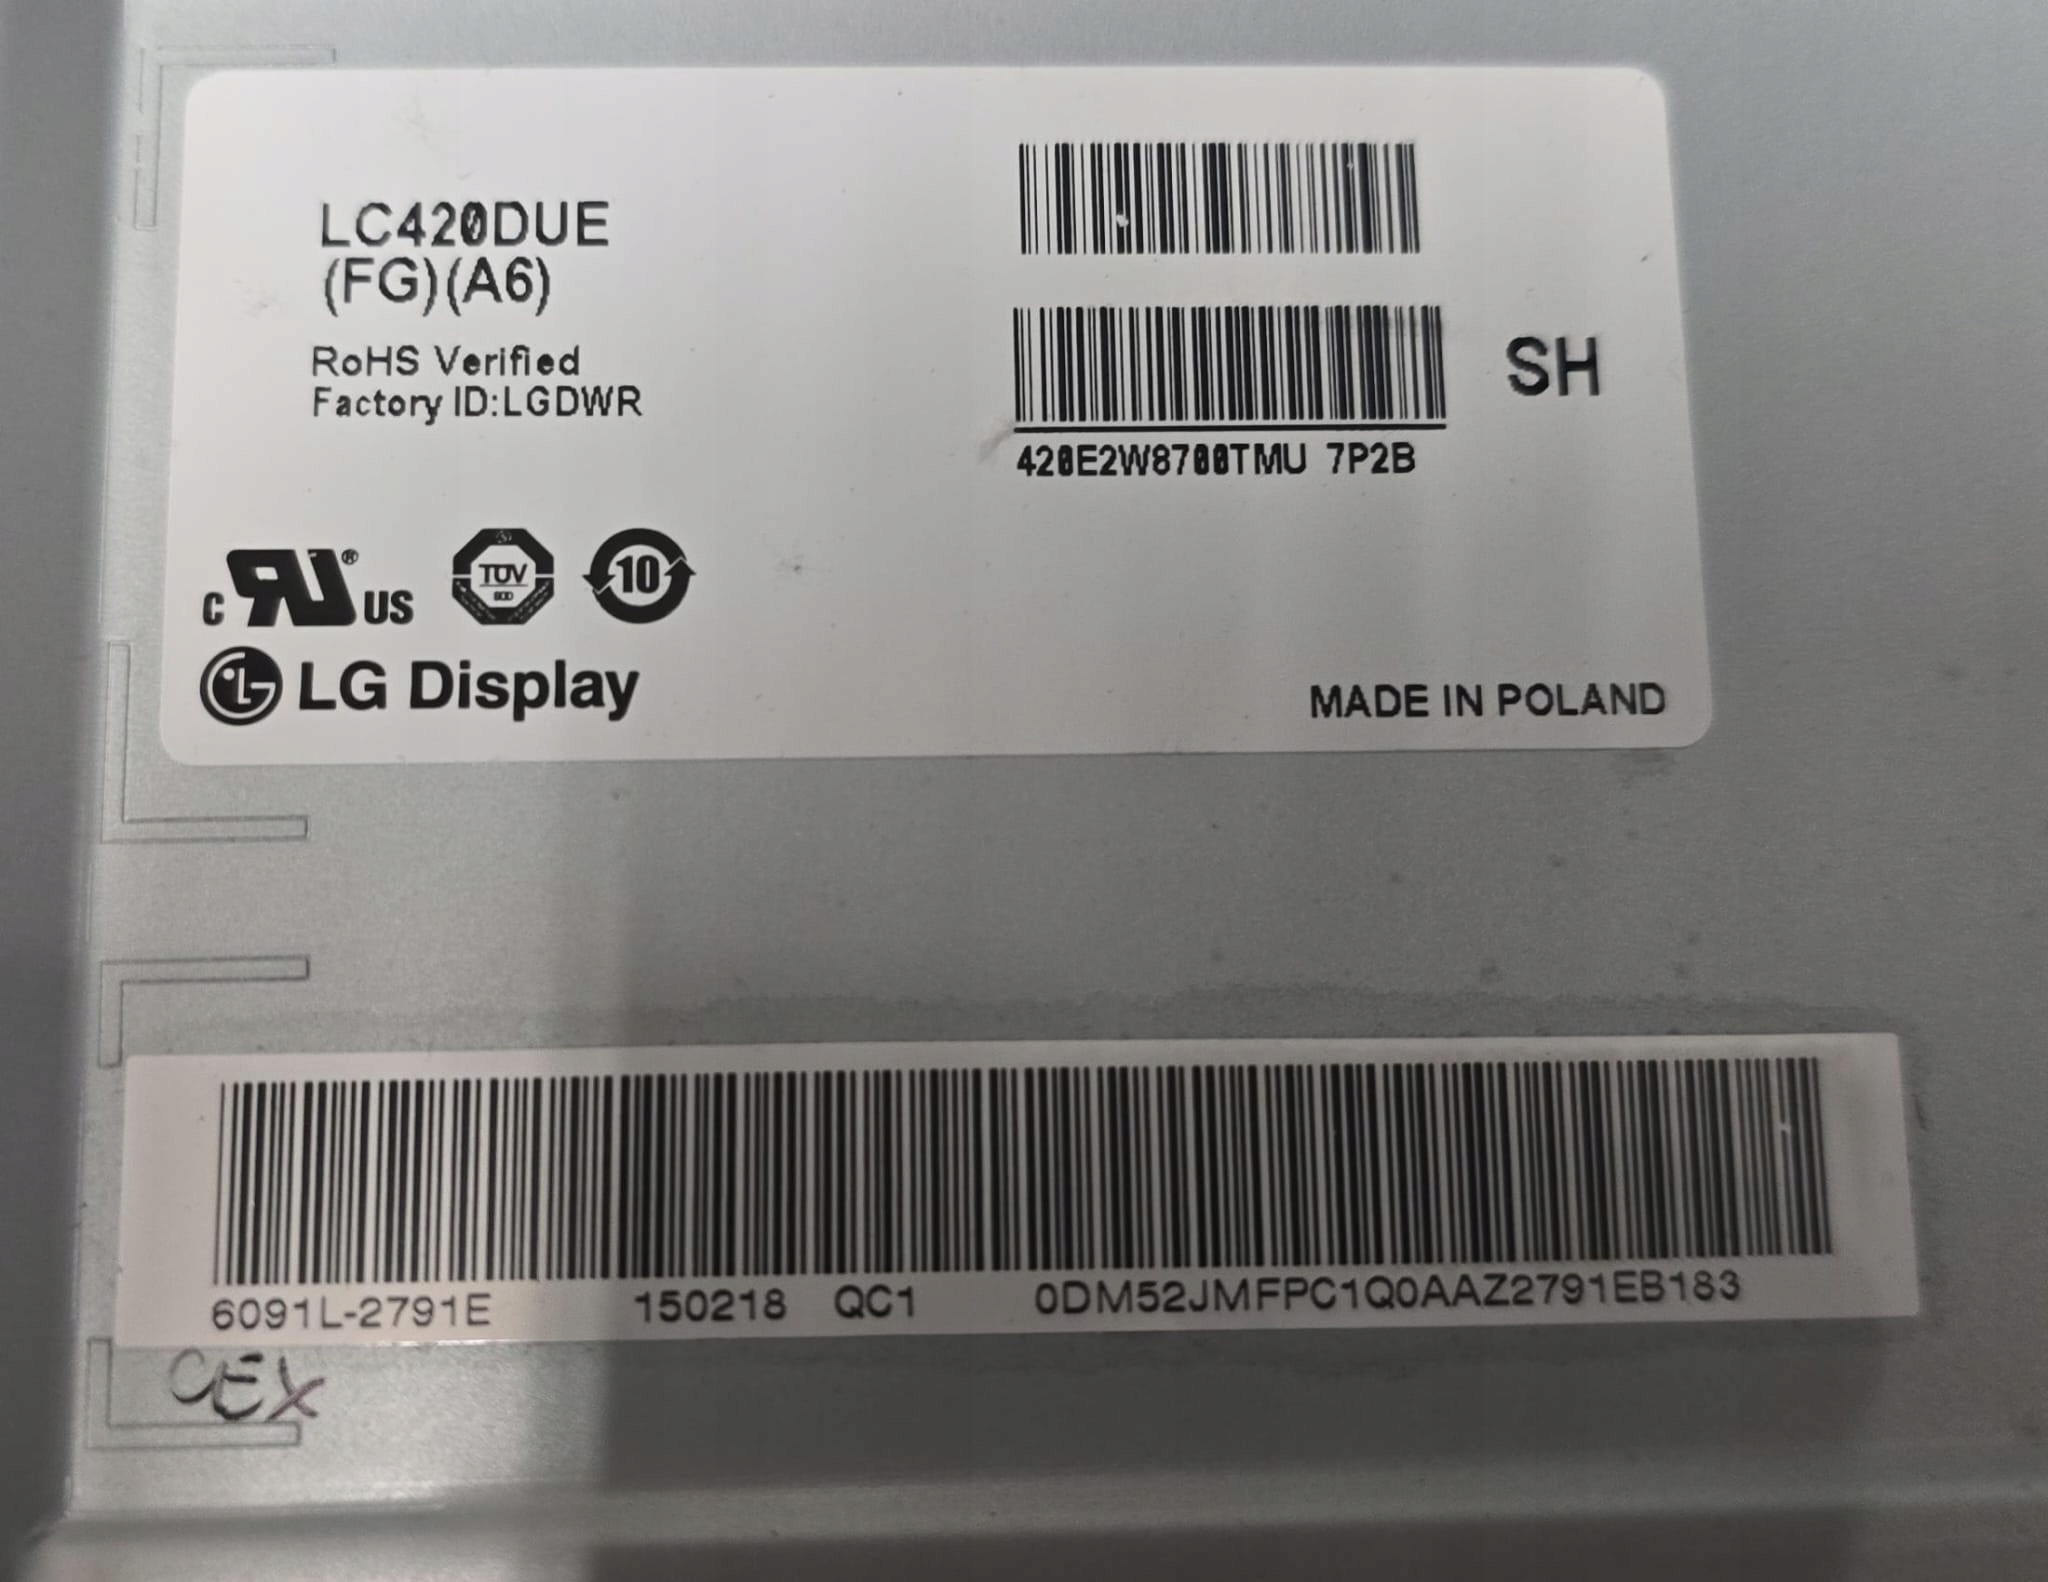 LC420DUE
(FG)(A6)
RoHS Verified
Factory ID:LGDWR
SH
420E2W8700TMU 7P2B
c RU ® US
TÜV
10
LG Display
MADE IN POLAND
6091L-2791E 150218 QC1 0DM52JMFPC1Q0AAZ2791EB183